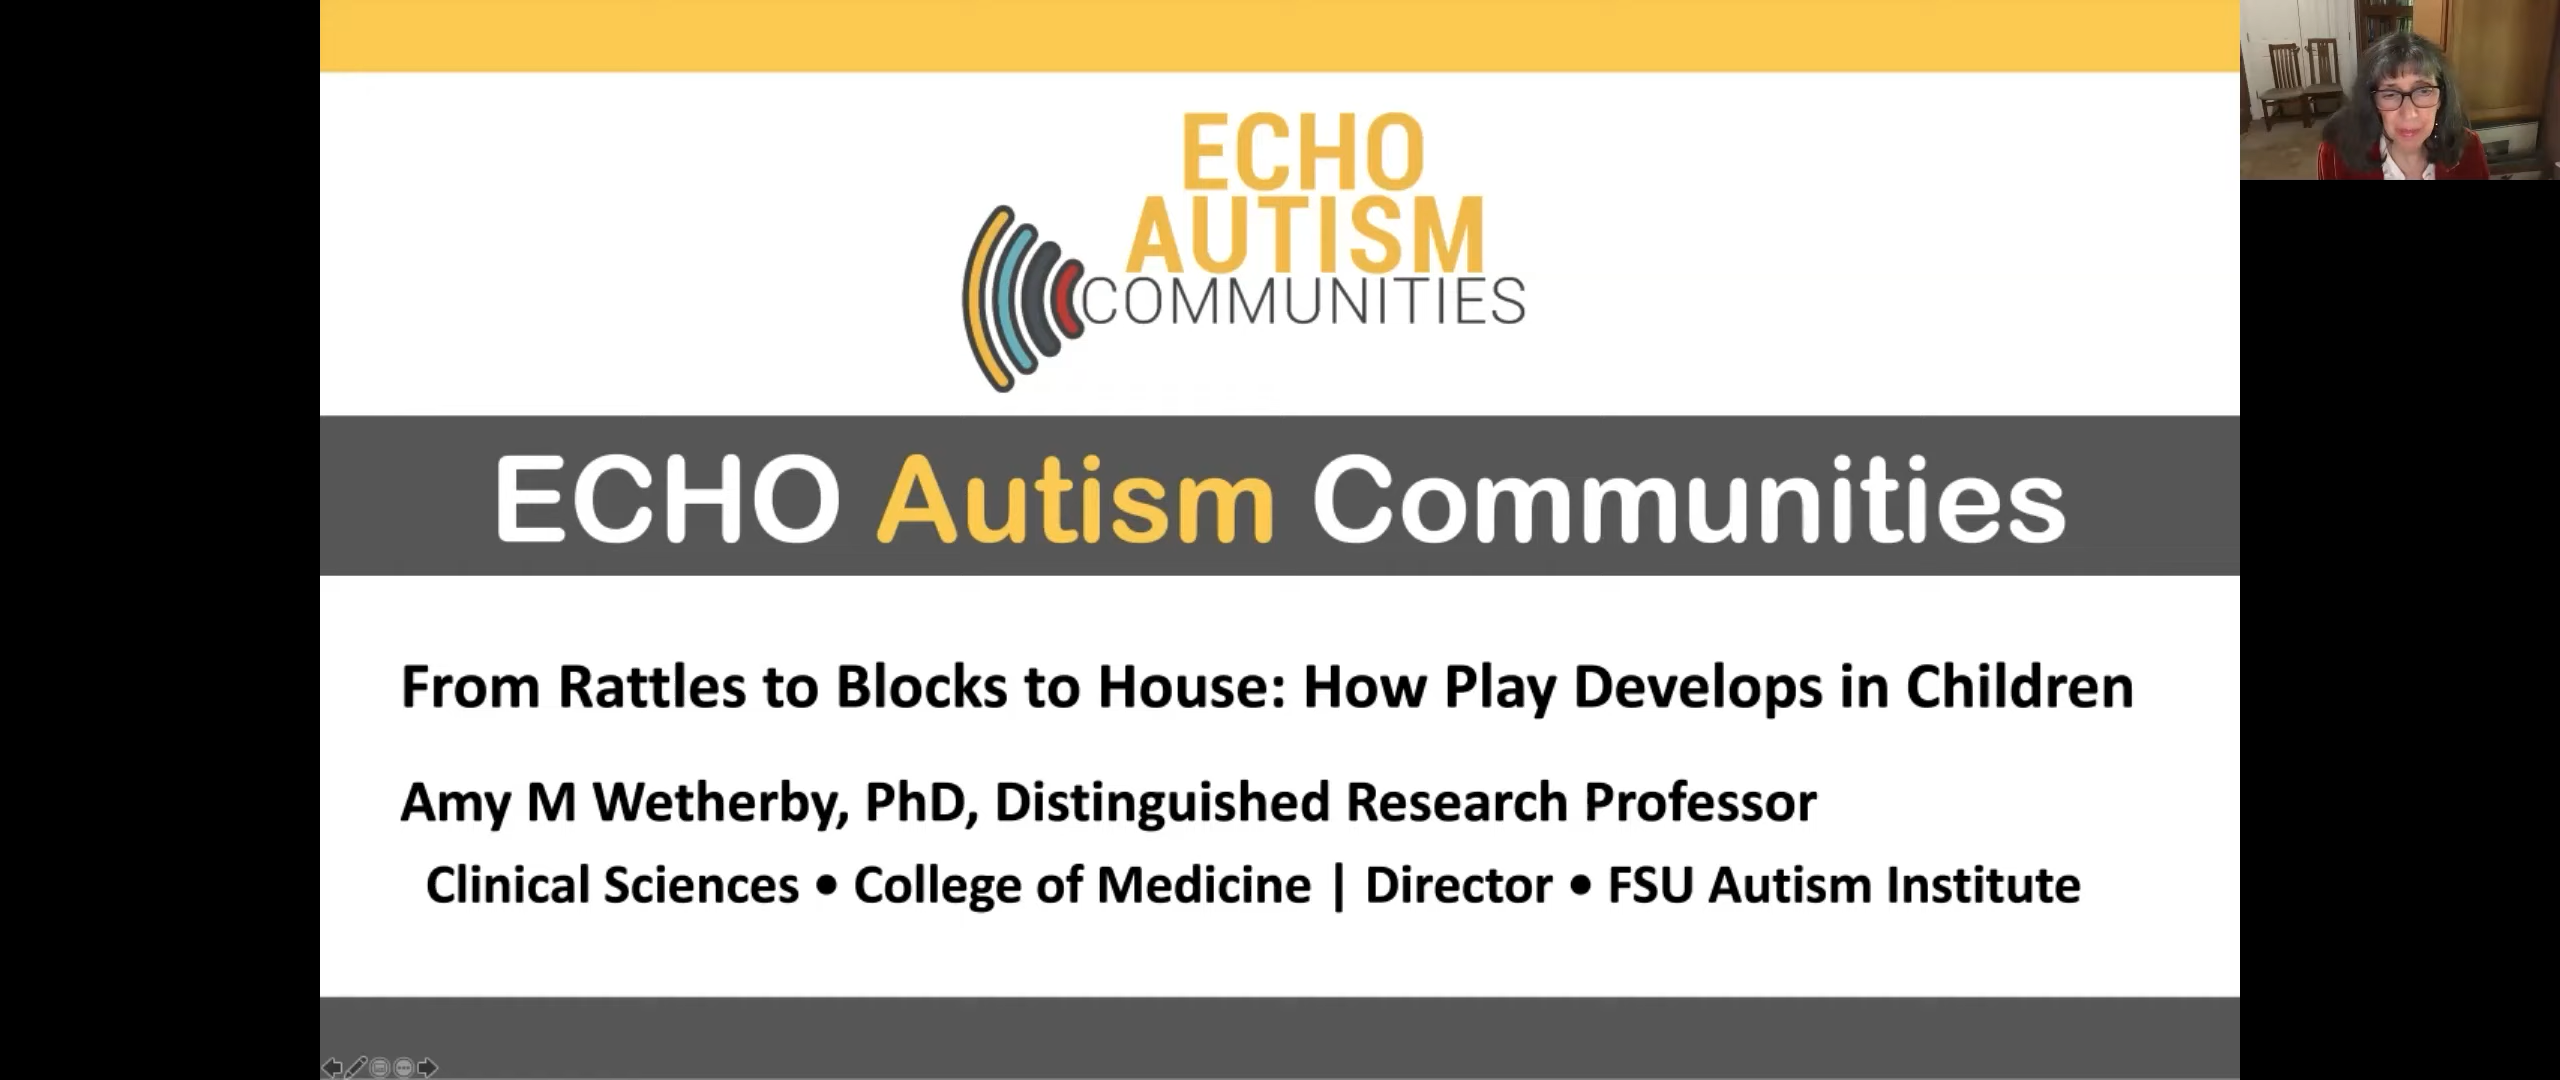 ECHO
AUTISM
COMMUNITIES
ECHO Autism Communities
From Rattles to Blocks to House: How Play Develops in Children
Amy M Wetherby, PhD, Distinguished Research Professor
Clinical Sciences • College of Medicine | Director • FSU Autism Institute